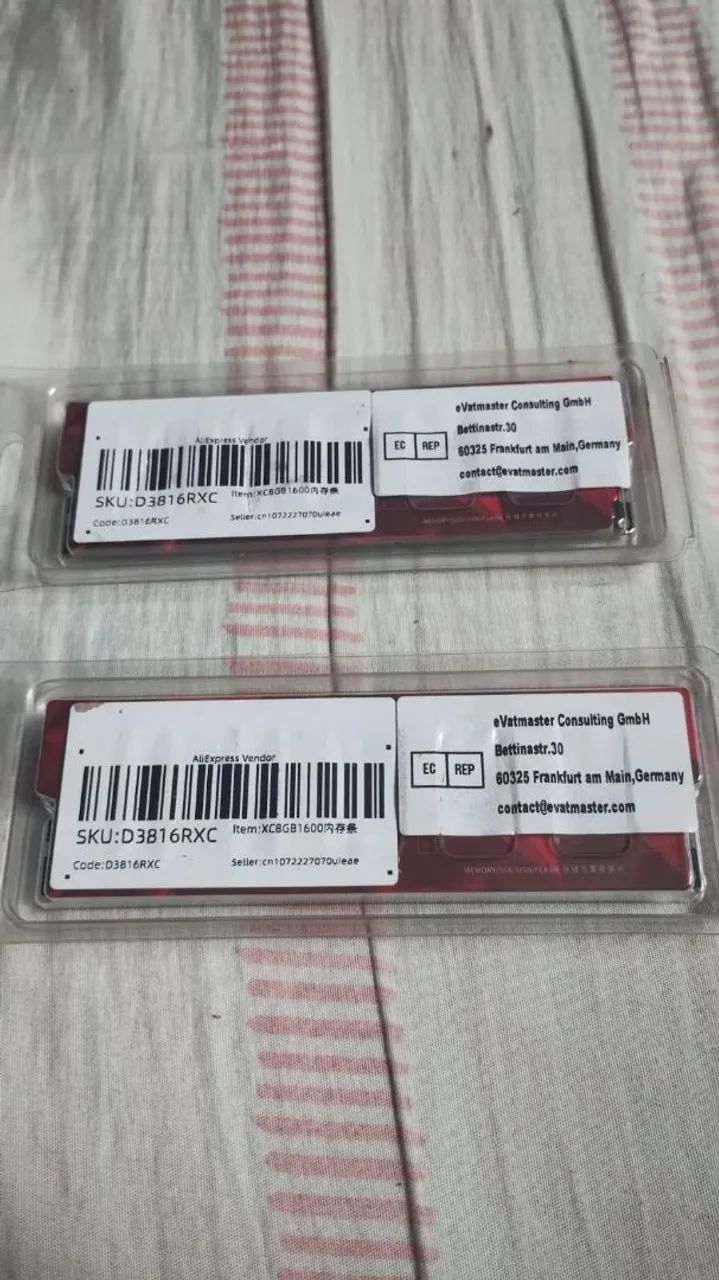 AliExpress Vendor
SKU:D3816RXC
Item:XC8GB1600内存条
Code:D3816RXC
Seller:cn1072227070uieae
EC REP
eVatmaster Consulting GmbH
Bettinastr.30
60325 Frankfurt am Main,Germany
contact@evatmaster.com
AliExpress Vendor
SKU:D3816RXC
Item:XC8GB1600内存条
Code:D3816RXC
Seller:cn1072227070uieae
EC REP
eVatmaster Consulting GmbH
Bettinastr.30
60325 Frankfurt am Main,Germany
contact@evatmaster.com